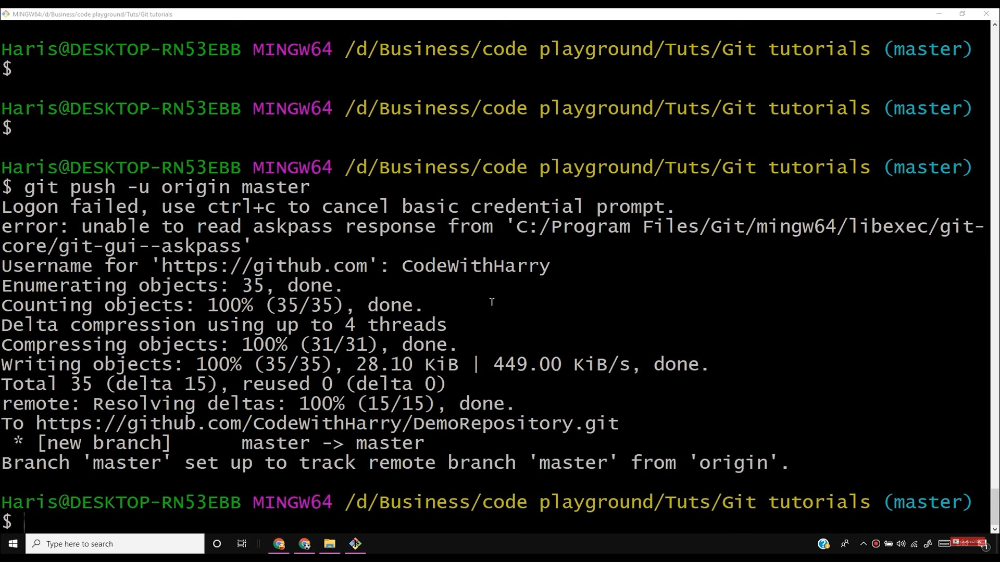 MINGW64:/d/Business/code playground/Tuts/Git tutorials
Haris@DESKTOP-RN53EBB MINGW64 /d/Business/code playground/Tuts/Git tutorials (master)
$
Haris@DESKTOP-RN53EBB MINGW64 /d/Business/code playground/Tuts/Git tutorials (master)
$
Haris@DESKTOP-RN53EBB MINGW64 /d/Business/code playground/Tuts/Git tutorials (master)
$ git push -u origin master
Logon failed, use ctrl+c to cancel basic credential prompt.
error: unable to read askpass response from 'C:/Program Files/Git/mingw64/libexec/git-
core/git-gui--askpass'
Username for 'https://github.com': CodeWithHarry
Enumerating objects: 35, done.
Counting objects: 100% (35/35), done.
Delta compression using up to 4 threads
Compressing objects: 100% (31/31), done.
Writing objects: 100% (35/35), 28.10 KiB | 449.00 KiB/s, done.
Total 35 (delta 15), reused 0 (delta 0)
remote: Resolving deltas: 100% (15/15), done.
To https://github.com/CodeWithHarry/DemoRepository.git
 * [new branch]      master -> master
Branch 'master' set up to track remote branch 'master' from 'origin'.
Haris@DESKTOP-RN53EBB MINGW64 /d/Business/code playground/Tuts/Git tutorials (master)
$
Type here to search
Subscribe
1